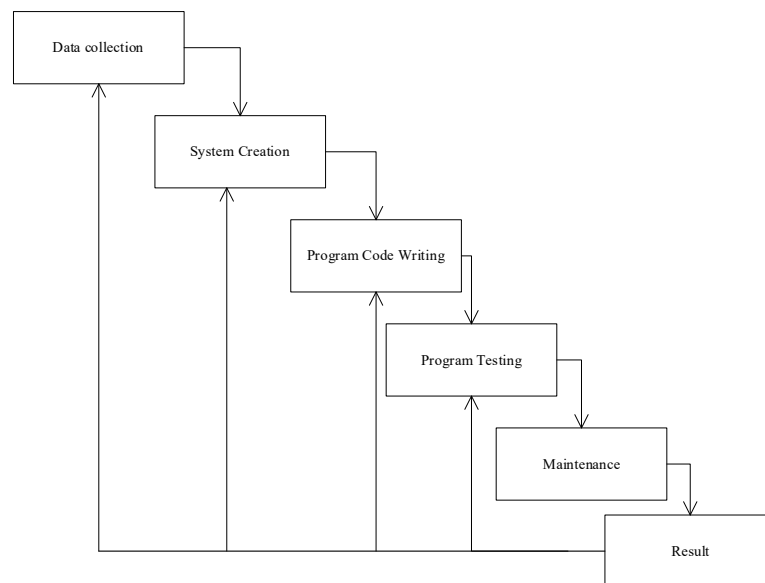 Data collection
System Creation
Program Code Writing
Program Testing
Maintenance
Result